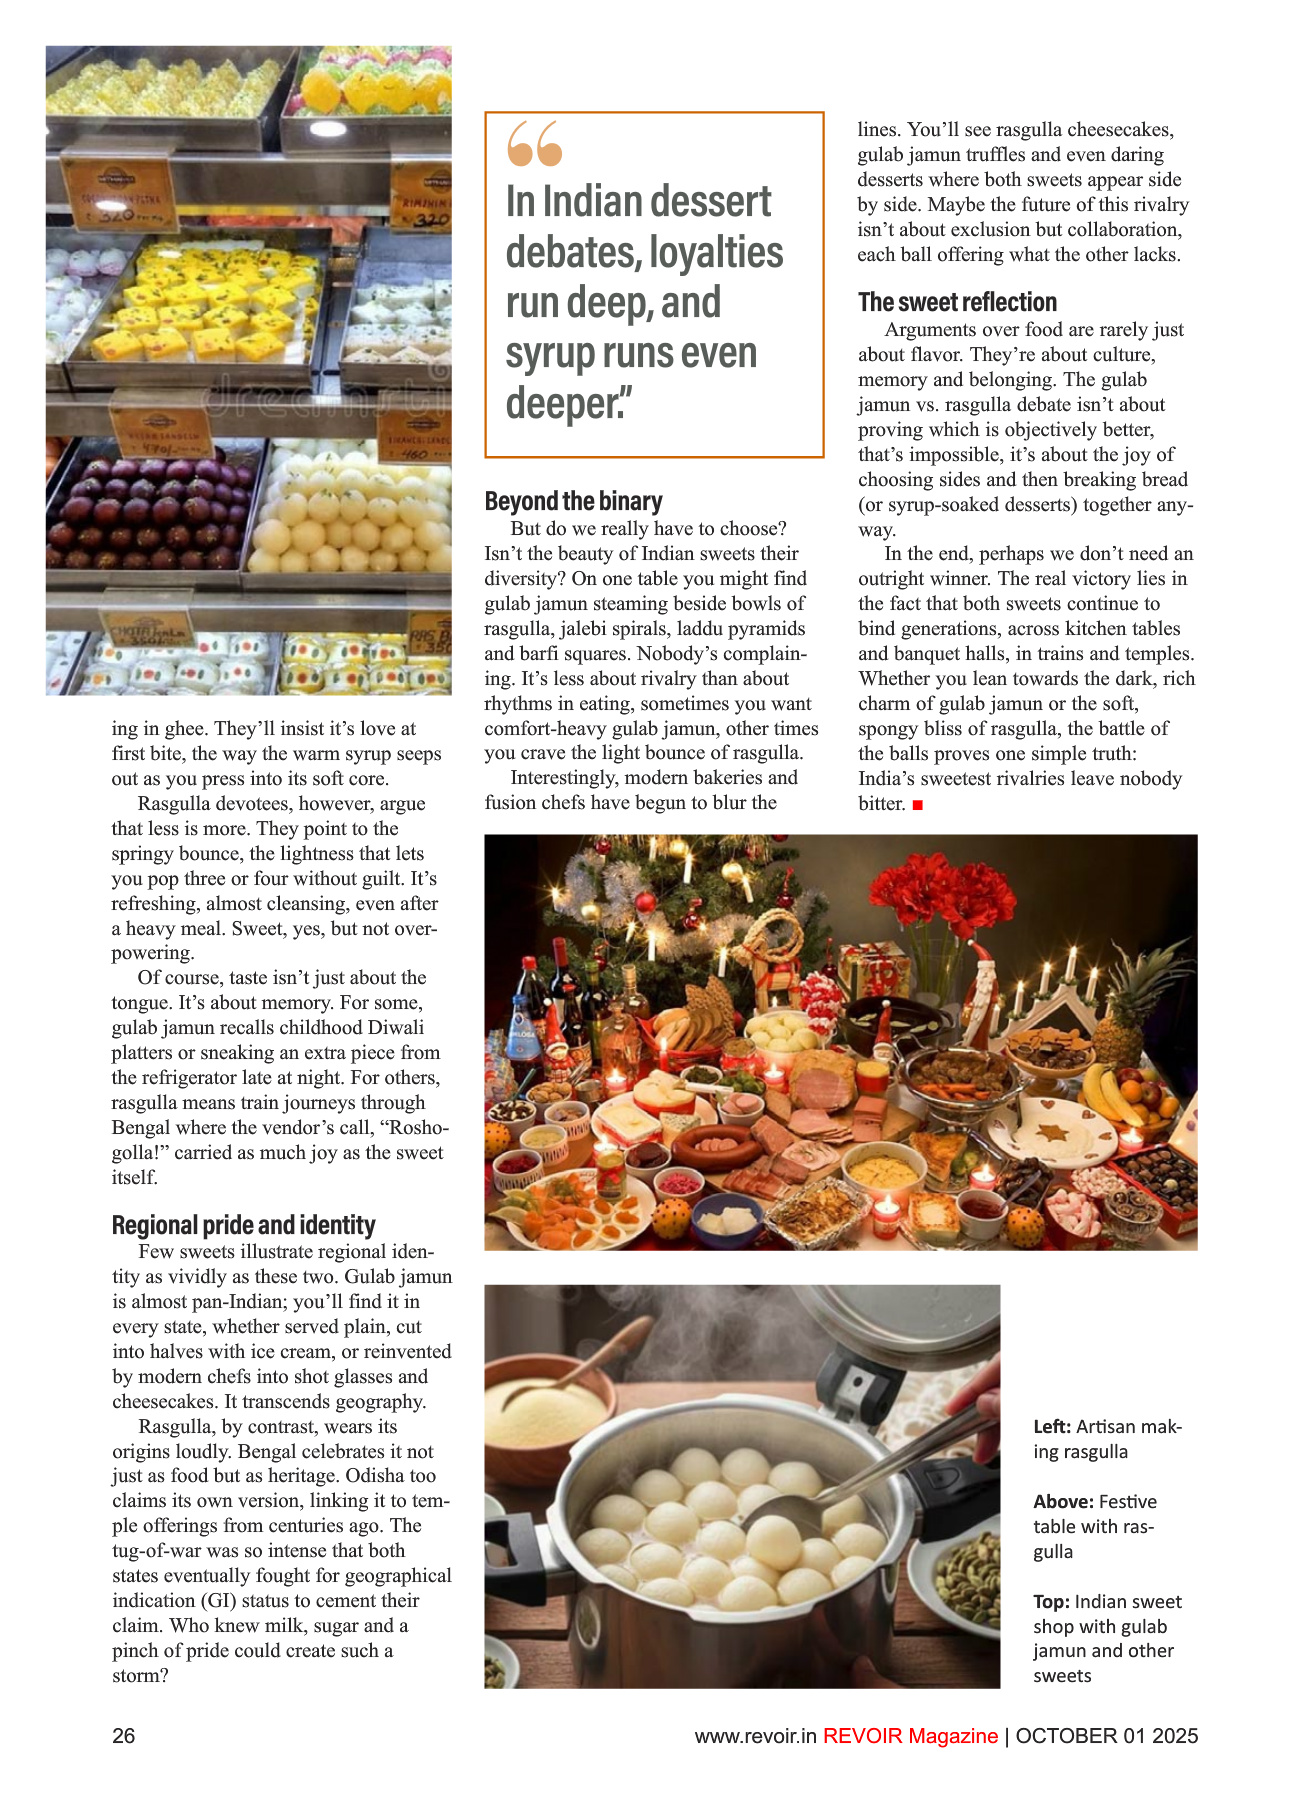 320
320
dreamsti
460
350
In Indian dessert
debates, loyalties
run deep, and
syrup runs even
deeper.”
ing in ghee. They’ll insist it’s love at
first bite, the way the warm syrup seeps
out as you press into its soft core.
Rasgulla devotees, however, argue
that less is more. They point to the
springy bounce, the lightness that lets
you pop three or four without guilt. It’s
refreshing, almost cleansing, even after
a heavy meal. Sweet, yes, but not over-
powering.
Of course, taste isn’t just about the
tongue. It’s about memory. For some,
gulab jamun recalls childhood Diwali
platters or sneaking an extra piece from
the refrigerator late at night. For others,
rasgulla means train journeys through
Bengal where the vendor’s call, “Rosho-
golla!” carried as much joy as the sweet
itself.
Regional pride and identity
Few sweets illustrate regional iden-
tity as vividly as these two. Gulab jamun
is almost pan-Indian; you’ll find it in
every state, whether served plain, cut
into halves with ice cream, or reinvented
by modern chefs into shot glasses and
cheesecakes. It transcends geography.
Rasgulla, by contrast, wears its
origins loudly. Bengal celebrates it not
just as food but as heritage. Odisha too
claims its own version, linking it to tem-
ple offerings from centuries ago. The
tug-of-war was so intense that both
states eventually fought for geographical
indication (GI) status to cement their
claim. Who knew milk, sugar and a
pinch of pride could create such a
storm?
Beyond the binary
But do we really have to choose?
Isn’t the beauty of Indian sweets their
diversity? On one table you might find
gulab jamun steaming beside bowls of
rasgulla, jalebi spirals, laddu pyramids
and barfi squares. Nobody’s complain-
ing. It’s less about rivalry than about
rhythms in eating, sometimes you want
comfort-heavy gulab jamun, other times
you crave the light bounce of rasgulla.
Interestingly, modern bakeries and
fusion chefs have begun to blur the
lines. You’ll see rasgulla cheesecakes,
gulab jamun truffles and even daring
desserts where both sweets appear side
by side. Maybe the future of this rivalry
isn’t about exclusion but collaboration,
each ball offering what the other lacks.
The sweet reflection
Arguments over food are rarely just
about flavor. They’re about culture,
memory and belonging. The gulab
jamun vs. rasgulla debate isn’t about
proving which is objectively better,
that’s impossible, it’s about the joy of
choosing sides and then breaking bread
(or syrup-soaked desserts) together any-
way.
In the end, perhaps we don’t need an
outright winner. The real victory lies in
the fact that both sweets continue to
bind generations, across kitchen tables
and banquet halls, in trains and temples.
Whether you lean towards the dark, rich
charm of gulab jamun or the soft,
spongy bliss of rasgulla, the battle of
the balls proves one simple truth:
India’s sweetest rivalries leave nobody
bitter.
Left: Artisan mak-
ing rasgulla
Above: Festive
table with ras-
gulla
Top: Indian sweet
shop with gulab
jamun and other
sweets
26
www.revoir.in REVOIR Magazine | OCTOBER 01 2025